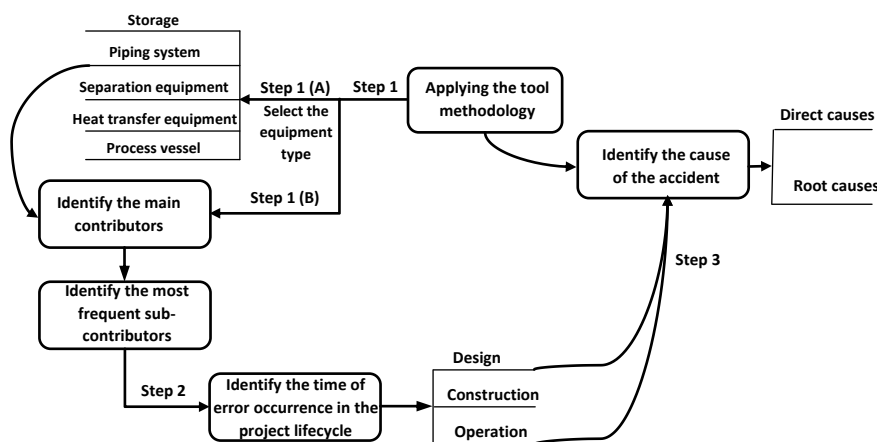 Storage
Piping system
Separation equipment
Heat transfer equipment
Process vessel
Step 1 (A)
Select the
equipment
type
Step 1
Applying the tool
methodology
Direct causes
Root causes
Identify the cause
of the accident
Step 1 (B)
Identify the main
contributors
Identify the most
frequent sub-
contributors
Step 2
Identify the time of
error occurrence in the
project lifecycle
Design
Construction
Operation
Step 3